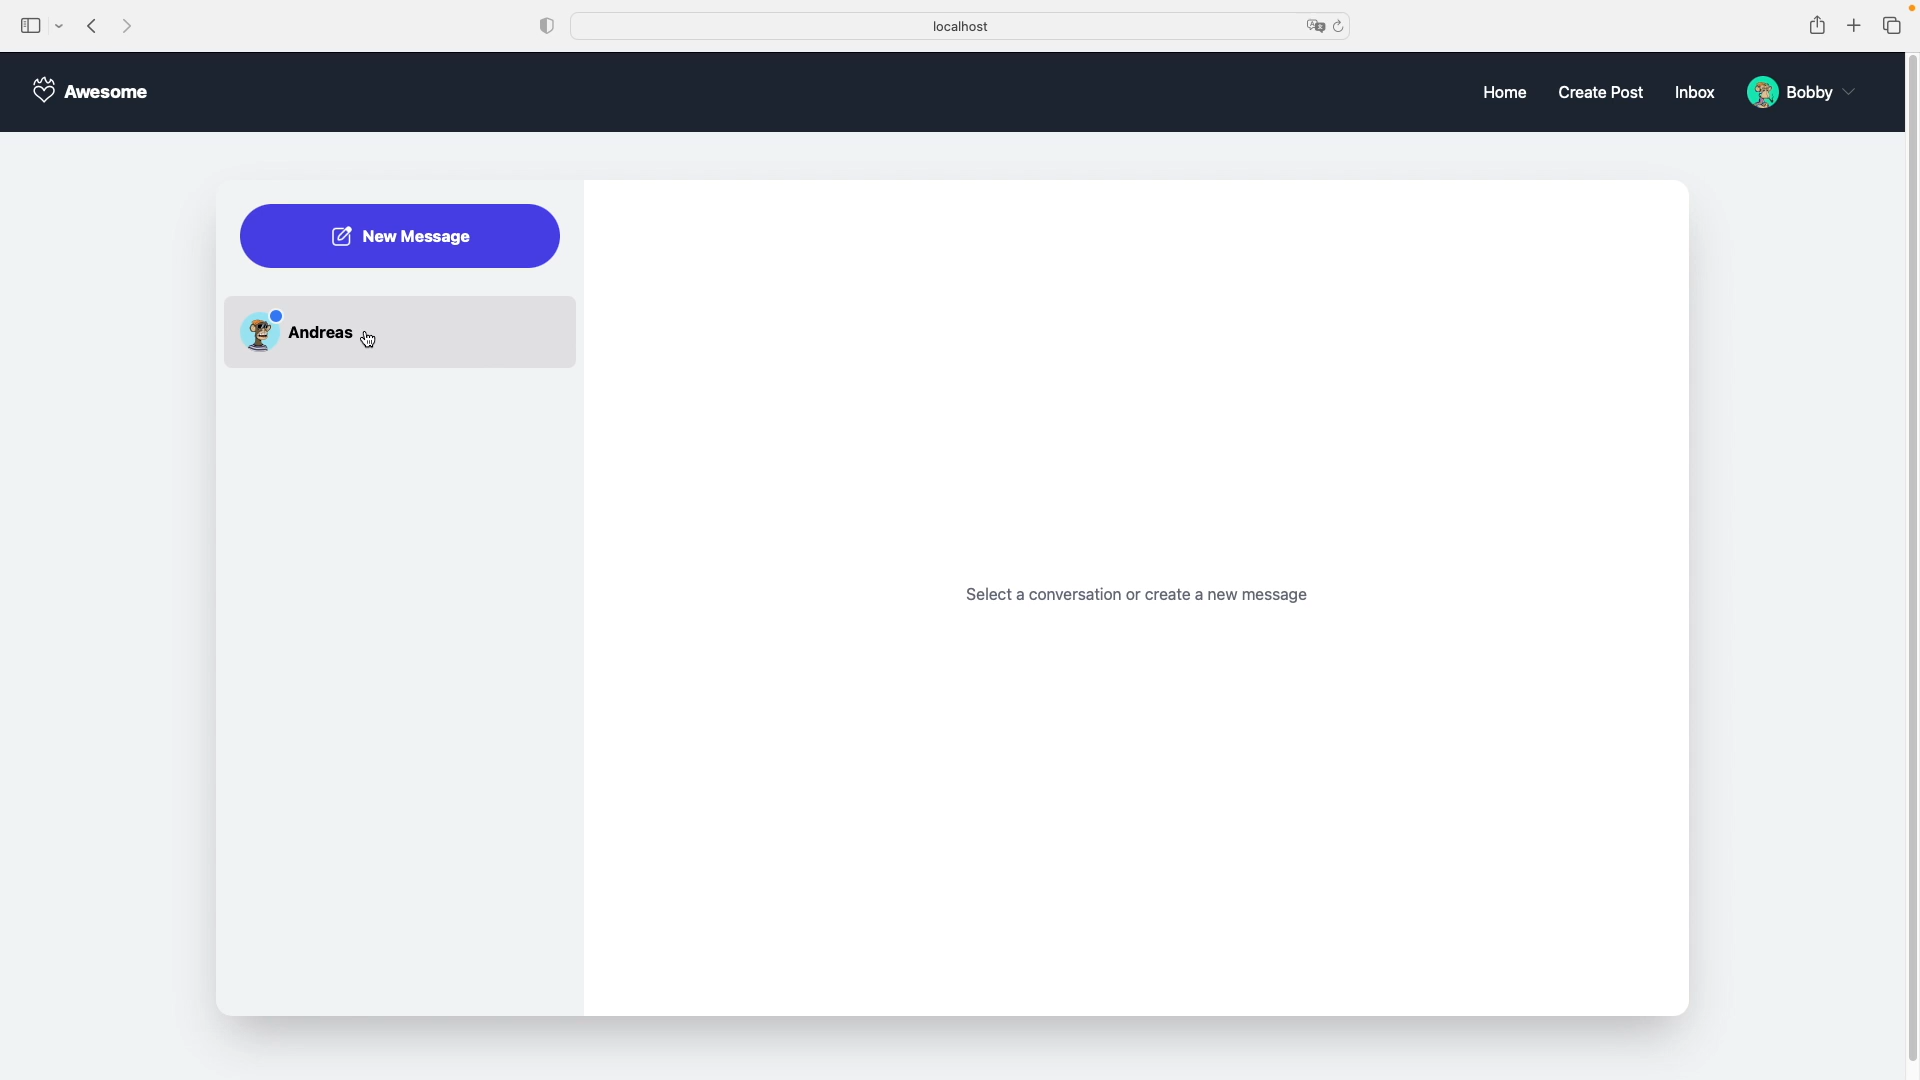 localhost
Awesome
Home
Create Post
Inbox
Bobby
New Message
Andreas
Select a conversation or create a new message